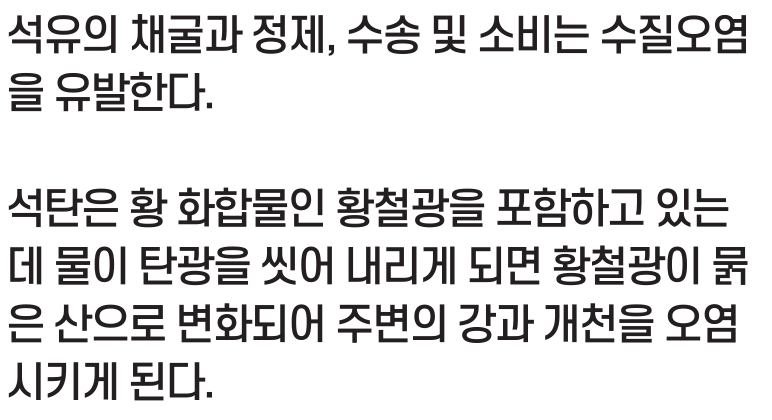 석유의 채굴과 정제, 수송 및 소비는 수질오염
을 유발한다.
석탄은 황 화합물인 황철광을 포함하고 있는
데 물이 탄광을 씻어 내리게 되면 황철광이 묽
은 산으로 변화되어 주변의 강과 개천을 오염
시키게 된다.